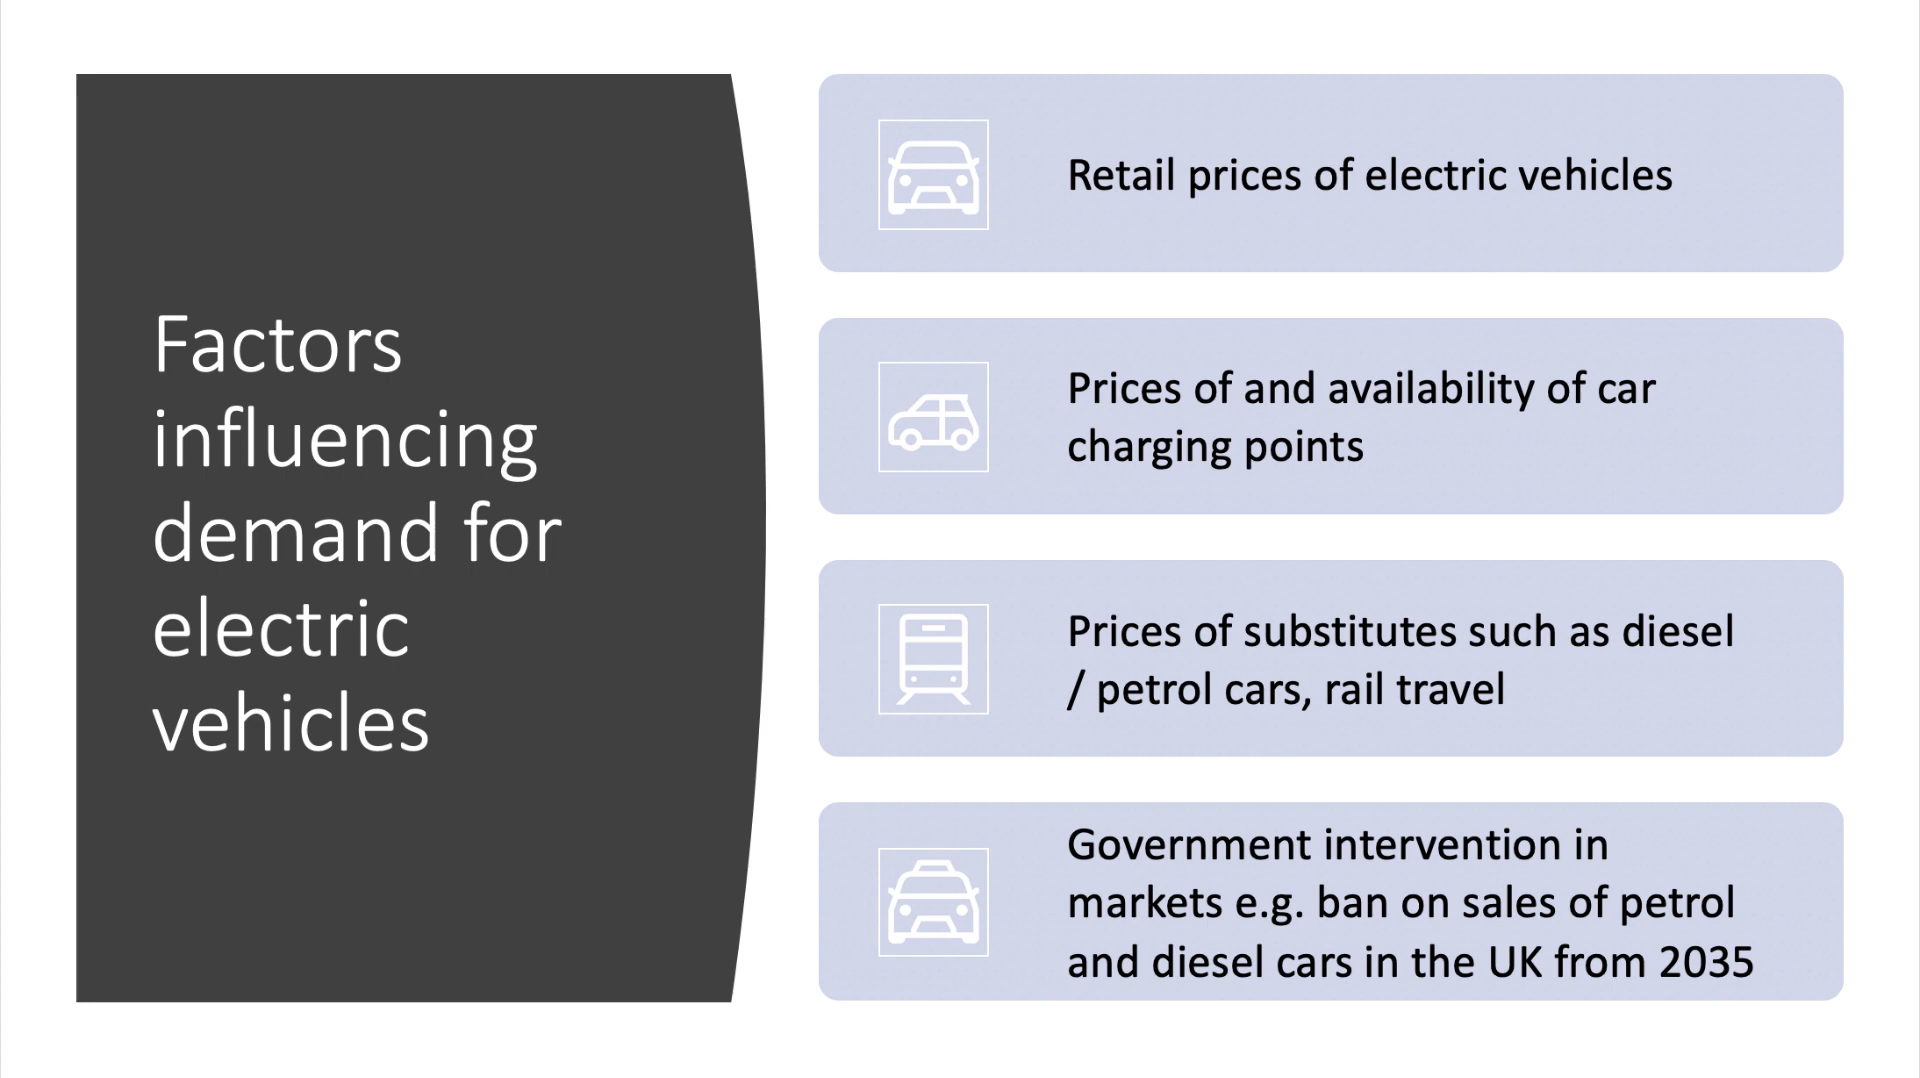 Factors
influencing
demand for
electric
vehicles
Retail prices of electric vehicles
Prices of and availability of car
charging points
Prices of substitutes such as diesel
/ petrol cars, rail travel
Government intervention in
markets e.g. ban on sales of petrol
and diesel cars in the UK from 2035